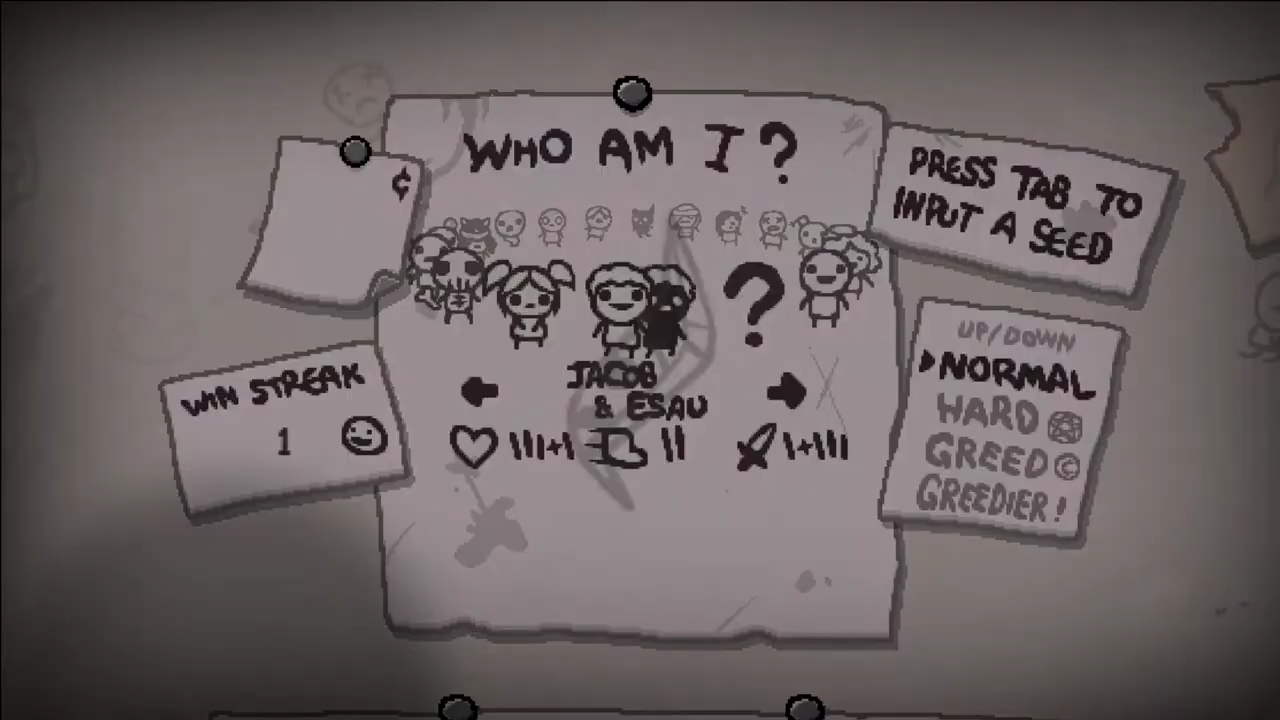 WHO AM I?
¢
PRESS TAB TO
INPUT A SEED
WIN STREAK
1
?
JACOB
& ESAU
UP/DOWN
NORMAL
HARD
GREED
GREEDIER!